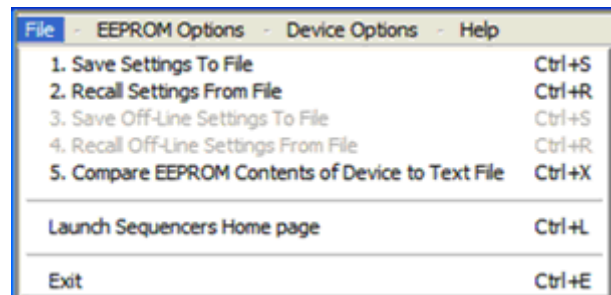 File - EEPROM Options - Device Options - Help
1. Save Settings To File Ctrl+S
2. Recall Settings From File Ctrl+R
3. Save Off-Line Settings To File Ctrl+S
4. Recall Off-Line Settings From File Ctrl+R
5. Compare EEPROM Contents of Device to Text File Ctrl+X
Launch Sequencers Home page Ctrl+L
Exit Ctrl+E